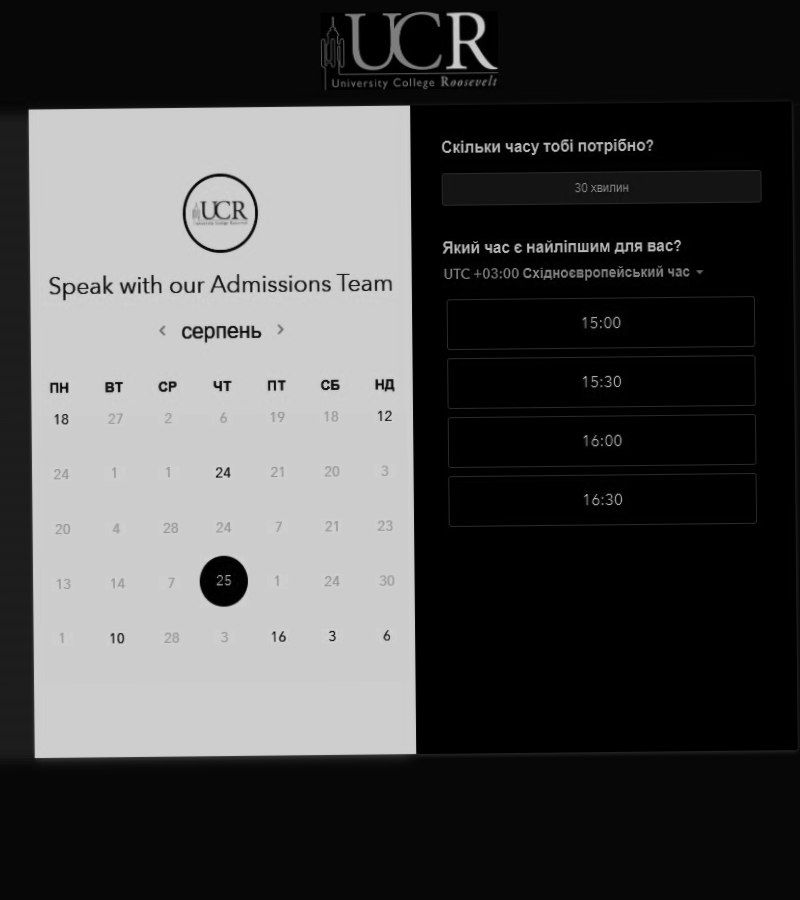 UCR
University College Roosevelt
UCR
Speak with our Admissions Team
серпень
ПН ВТ СР ЧТ ПТ СБ НД
18 27 2 6 19 18 12
24 1 1 24 21 20 3
20 4 28 24 7 21 23
13 14 7 25 1 24 30
1 10 28 3 16 3 6
Скільки часу тобі потрібно?
30 хвилин
Який час є найліпшим для вас?
UTC +03:00 Східноєвропейський час
15:00
15:30
16:00
16:30